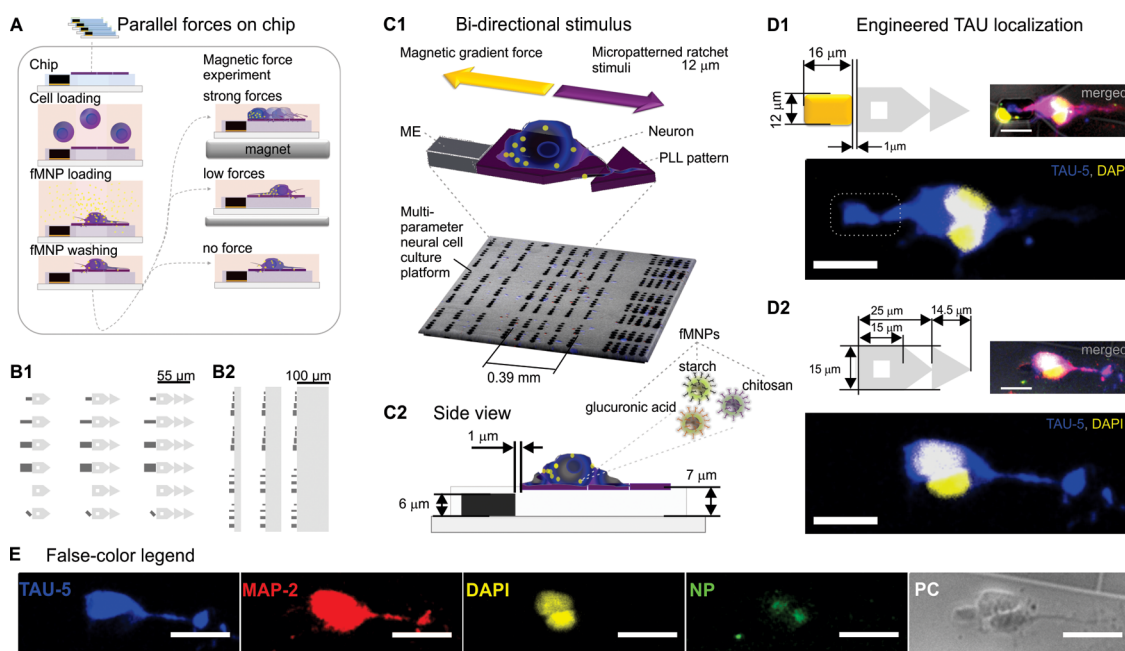 A Parallel forces on chip
Chip
Cell loading
fMNP loading
fMNP washing
Magnetic force
experiment
strong forces
magnet
low forces
no force
B1
55 µm
B2
100 µm
C1 Bi-directional stimulus
Magnetic gradient force
Micropatterned ratchet
stimuli 12 µm
ME
Neuron
PLL pattern
Multi-
parameter
neural cell
culture
platform
0.39 mm
fMNPs
starch
chitosan
glucuronic acid
C2 Side view
1 µm
6 µm
7 µm
D1 Engineered TAU localization
16 µm
12 µm
1µm
merged
TAU-5, DAPI
D2
25 µm
14.5 µm
15 µm
15 µm
merged
TAU-5, DAPI
E False-color legend
TAU-5
MAP-2
DAPI
NP
PC